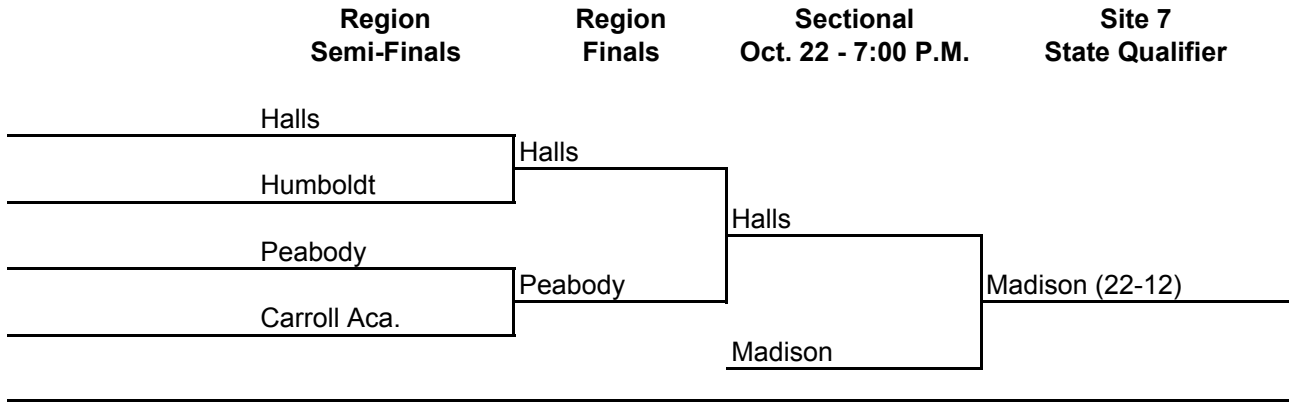 Region Region Sectional Site 7
Semi-Finals Finals Oct. 22 - 7:00 P.M. State Qualifier
Halls
Halls
Humboldt
Halls
Peabody
Peabody Madison (22-12)
Carroll Aca.
Madison